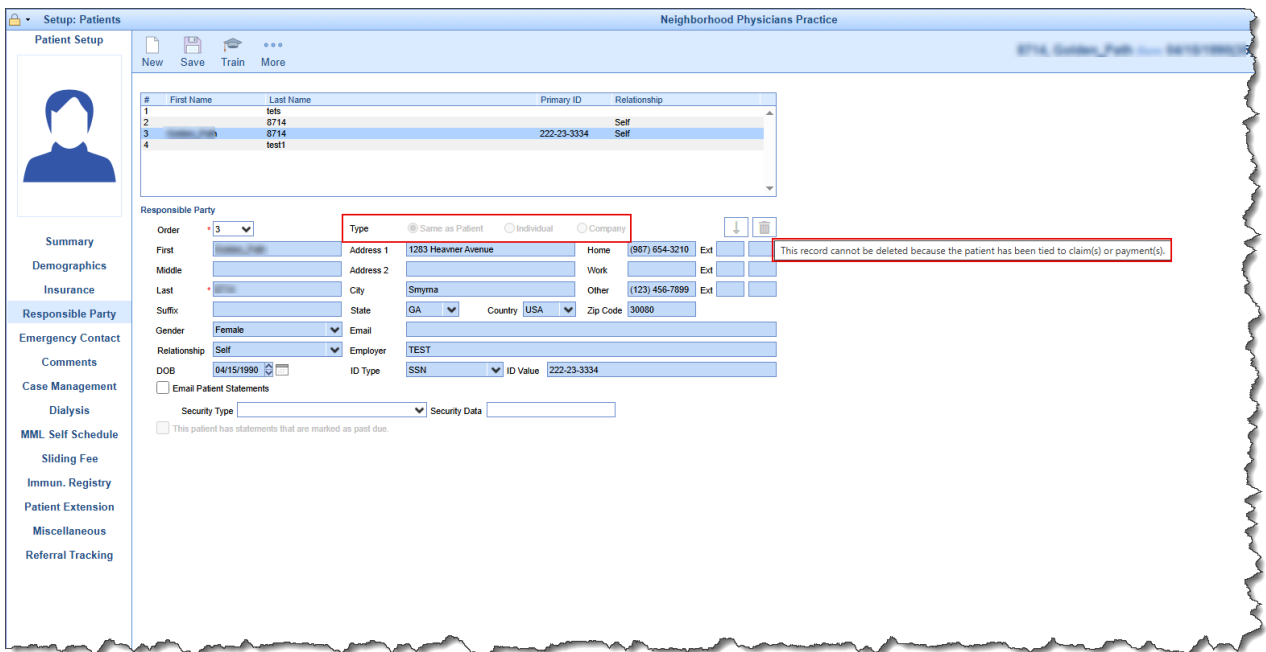 Setup: Patients Neighborhood Physicians Practice
Patient Setup
New Save Train More
# First Name Last Name Primary ID Relationship
1 tets
2 8714 Self
3 8714 222-23-3334 Self
4 test1
Responsible Party
Order * 3 Type Same as Patient Individual Company
First Address 1 1283 Heavner Avenue Home (987) 654-3210 Ext
This record cannot be deleted because the patient has been tied to claim(s) or payment(s).
Middle Address 2 Work Ext
Last * City Smyrna Other (123) 456-7899 Ext
Suffix State GA Country USA Zip Code 30080
Gender Female Email
Relationship Self Employer TEST
DOB 04/15/1990 ID Type SSN ID Value 222-23-3334
Email Patient Statements
Security Type Security Data
This patient has statements that are marked as past due.
Summary
Demographics
Insurance
Responsible Party
Emergency Contact
Comments
Case Management
Dialysis
MML Self Schedule
Sliding Fee
Immun. Registry
Patient Extension
Miscellaneous
Referral Tracking